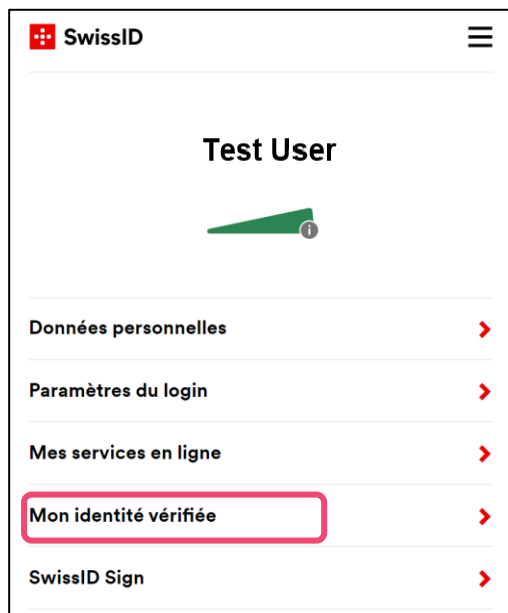 SwissID
Test User
i
Données personnelles
Paramètres du login
Mes services en ligne
Mon identité vérifiée
SwissID Sign